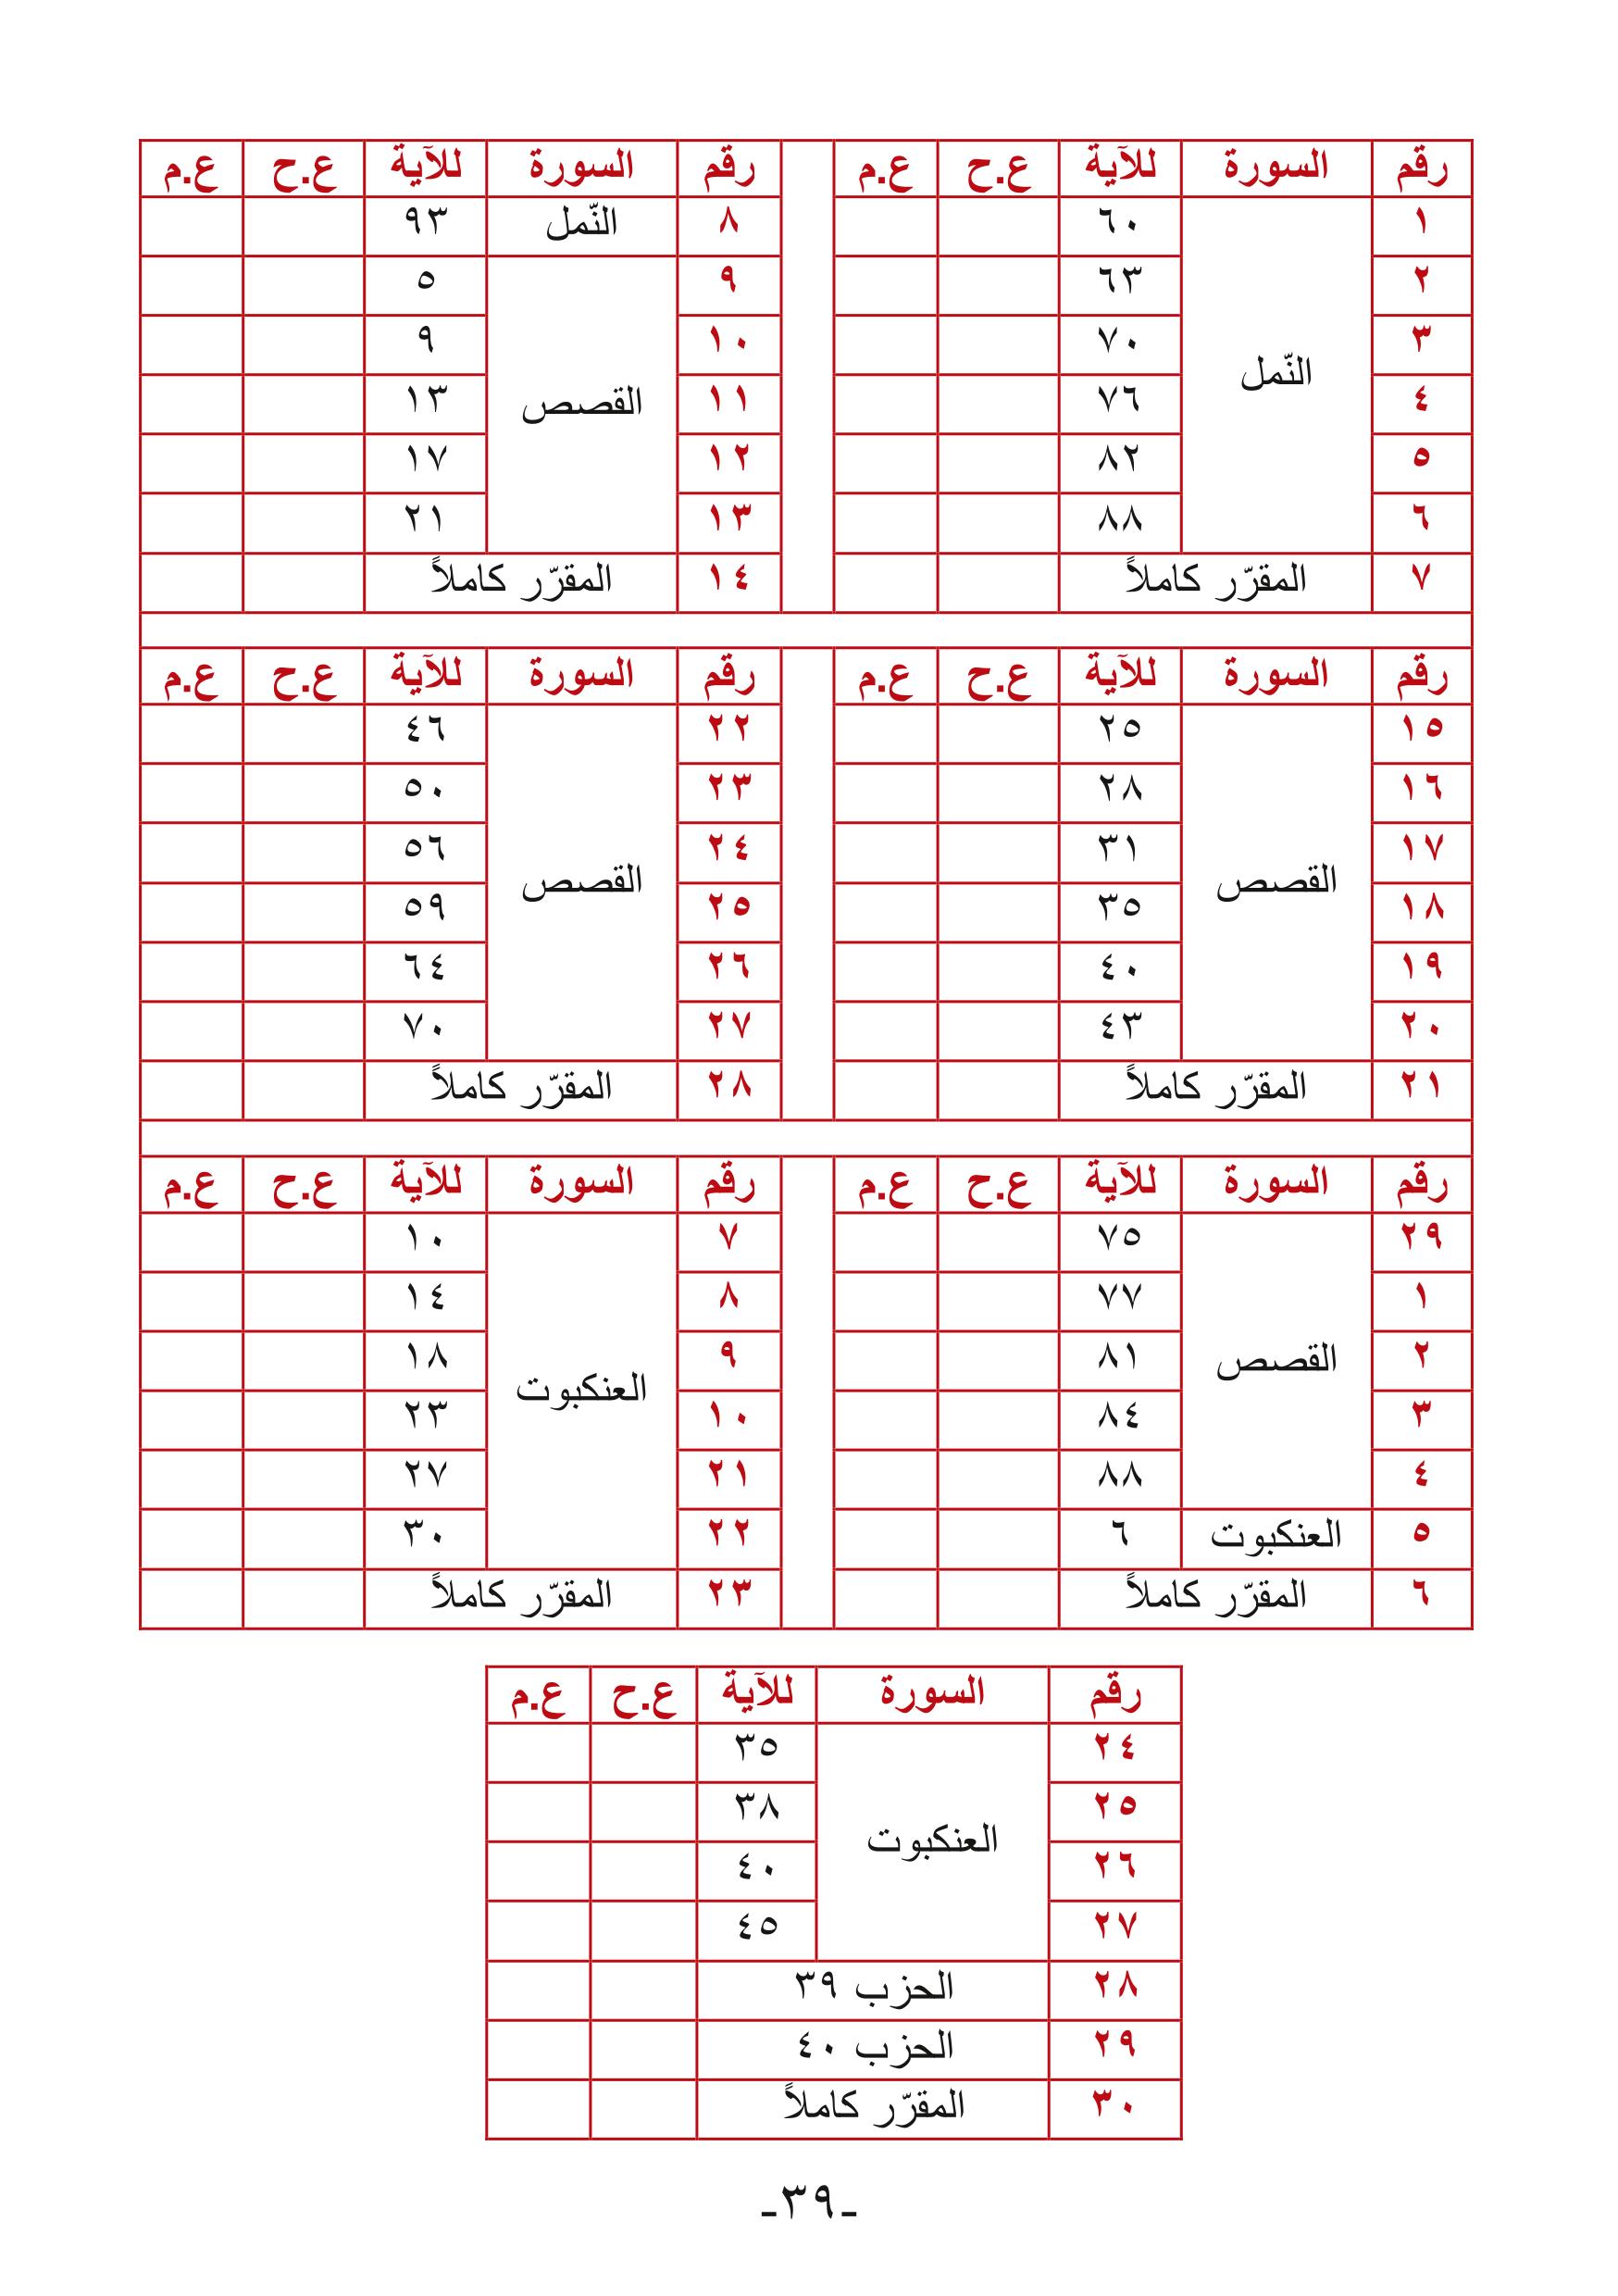 رقم السورة للآية ع.ح ع.م رقم السورة للآية ع.ح ع.م
١ النّمل ٦٠ ٨ النّمل ٩٣
٢ ٦٣ ٩ القصص ٥
٣ ٧٠ ١٠ ٩
٤ ٧٦ ١١ ١٣
٥ ٨٢ ١٢ ١٧
٦ ٨٨ ١٣ ٢١
٧ المقرّر كاملاً ١٤ المقرّر كاملاً
رقم السورة للآية ع.ح ع.م رقم السورة للآية ع.ح ع.م
١٥ القصص ٢٥ ٢٢ القصص ٤٦
١٦ ٢٨ ٢٣ ٥٠
١٧ ٣١ ٢٤ ٥٦
١٨ ٣٥ ٢٥ ٥٩
١٩ ٤٠ ٢٦ ٦٤
٢٠ ٤٣ ٢٧ ٧٠
٢١ المقرّر كاملاً ٢٨ المقرّر كاملاً
رقم السورة للآية ع.ح ع.م رقم السورة للآية ع.ح ع.م
٢٩ القصص ٧٥ ٧ العنكبوت ١٠
١ ٧٧ ٨ ١٤
٢ ٨١ ٩ ١٨
٣ ٨٤ ١٠ ٢٣
٤ ٨٨ ٢١ ٢٧
٥ العنكبوت ٦ ٢٢ ٣٠
٦ المقرّر كاملاً ٢٣ المقرّر كاملاً
رقم السورة للآية ع.ح ع.م
٢٤ العنكبوت ٣٥
٢٥ ٣٨
٢٦ ٤٠
٢٧ ٤٥
٢٨ الحزب ٣٩
٢٩ الحزب ٤٠
٣٠ المقرّر كاملاً
-٣٩-